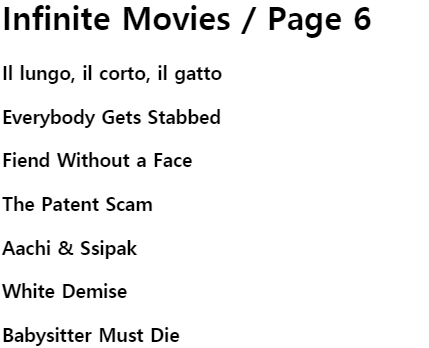 Infinite Movies / Page 6
Il lungo, il corto, il gatto
Everybody Gets Stabbed
Fiend Without a Face
The Patent Scam
Aachi & Ssipak
White Demise
Babysitter Must Die